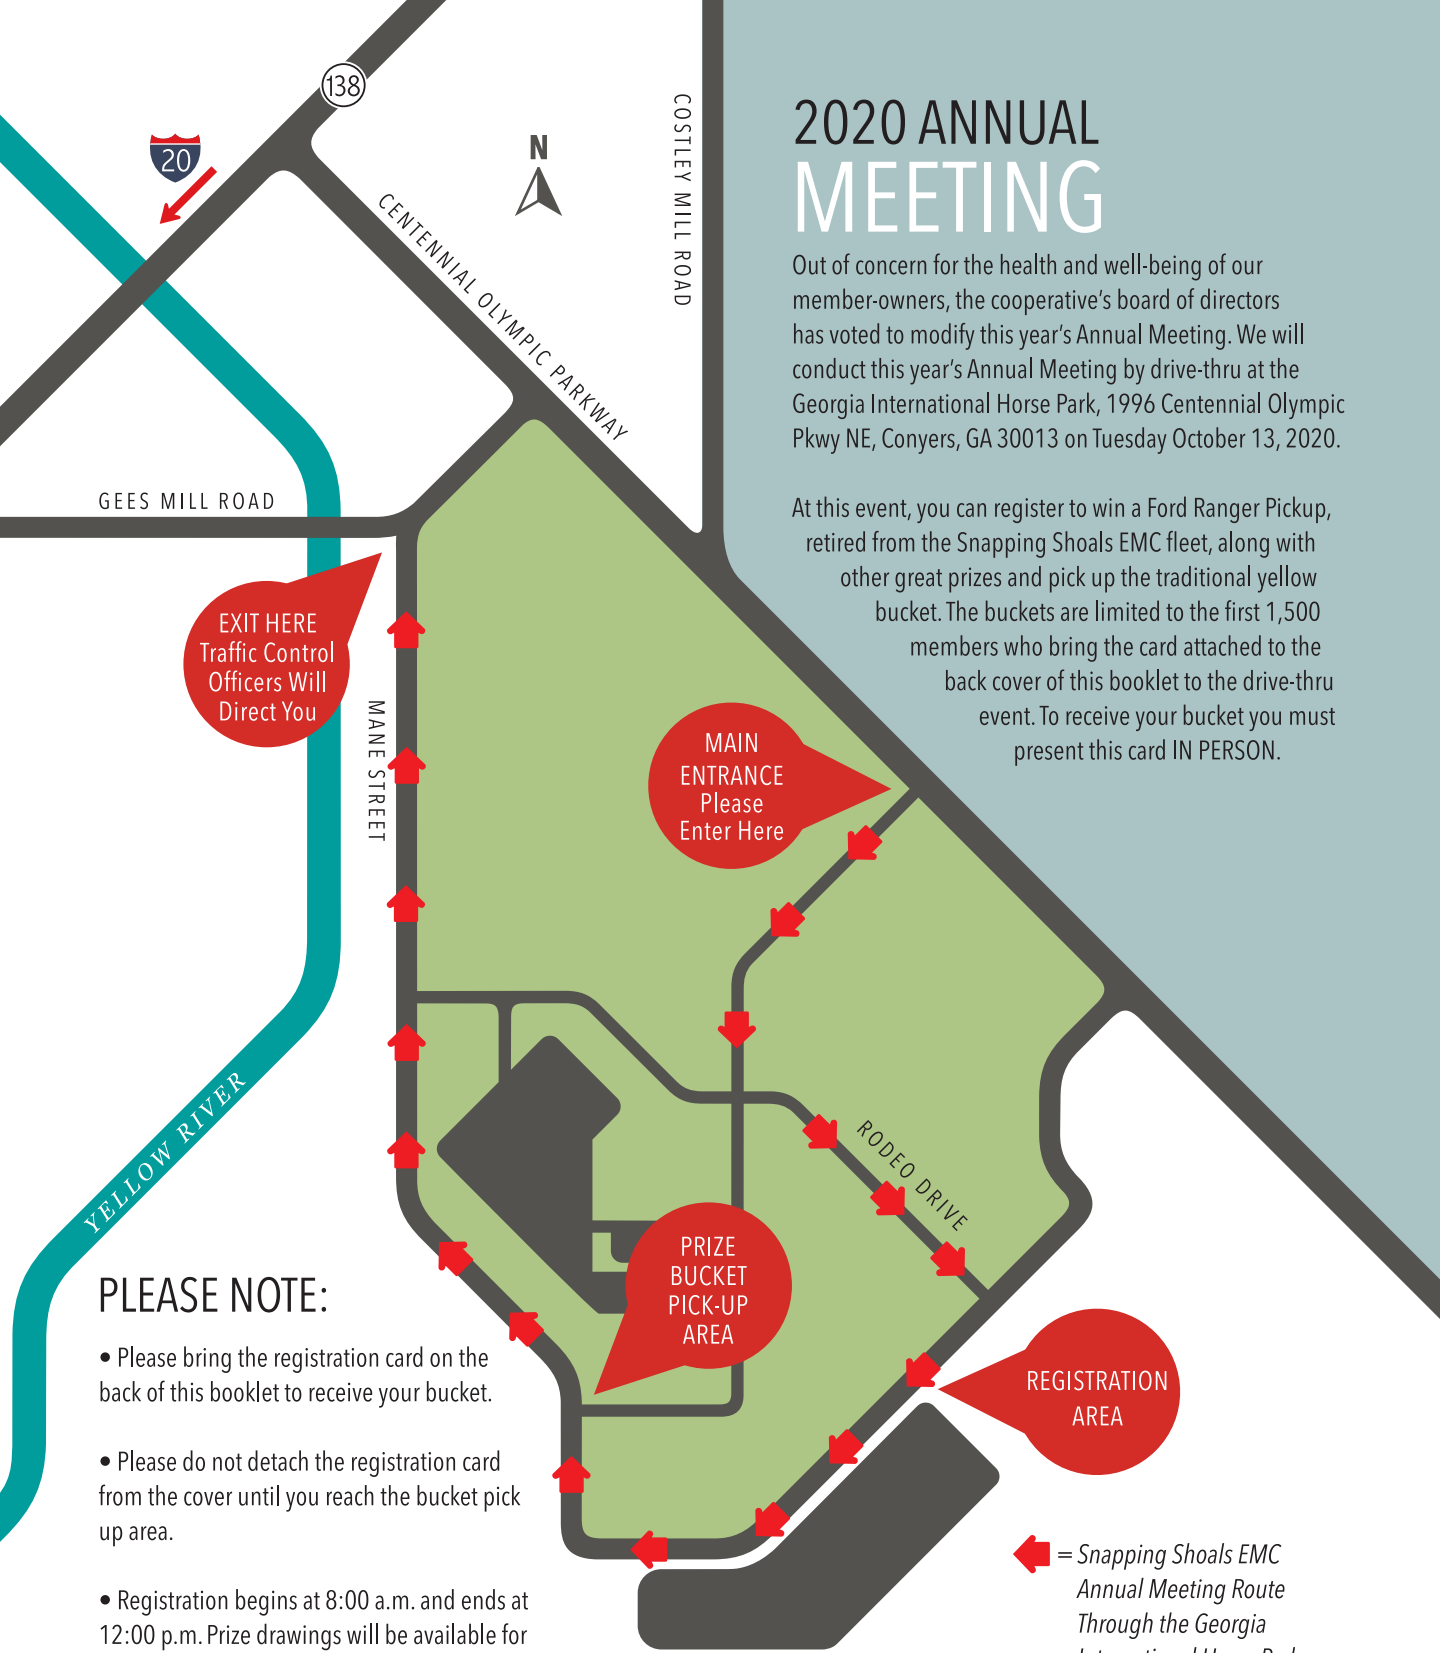 138
20
N
CENTENNIAL OLYMPIC PARKWAY
COSTLEY MILL ROAD
2020 ANNUAL
MEETING
Out of concern for the health and well-being of our
member-owners, the cooperative's board of directors
has voted to modify this year's Annual Meeting. We will
conduct this year's Annual Meeting by drive-thru at the
Georgia International Horse Park, 1996 Centennial Olympic
Pkwy NE, Conyers, GA 30013 on Tuesday October 13, 2020.
At this event, you can register to win a Ford Ranger Pickup,
retired from the Snapping Shoals EMC fleet, along with
other great prizes and pick up the traditional yellow
bucket. The buckets are limited to the first 1,500
members who bring the card attached to the
back cover of this booklet to the drive-thru
event. To receive your bucket you must
present this card IN PERSON.
GEES MILL ROAD
EXIT HERE
Traffic Control
Officers Will
Direct You
MANE STREET
MAIN
ENTRANCE
Please
Enter Here
YELLOW RIVER
RODEO DRIVE
PRIZE
BUCKET
PICK-UP
AREA
REGISTRATION
AREA
PLEASE NOTE:
• Please bring the registration card on the
back of this booklet to receive your bucket.
• Please do not detach the registration card
from the cover until you reach the bucket pick
up area.
• Registration begins at 8:00 a.m. and ends at
12:00 p.m. Prize drawings will be available for
= Snapping Shoals EMC
Annual Meeting Route
Through the Georgia